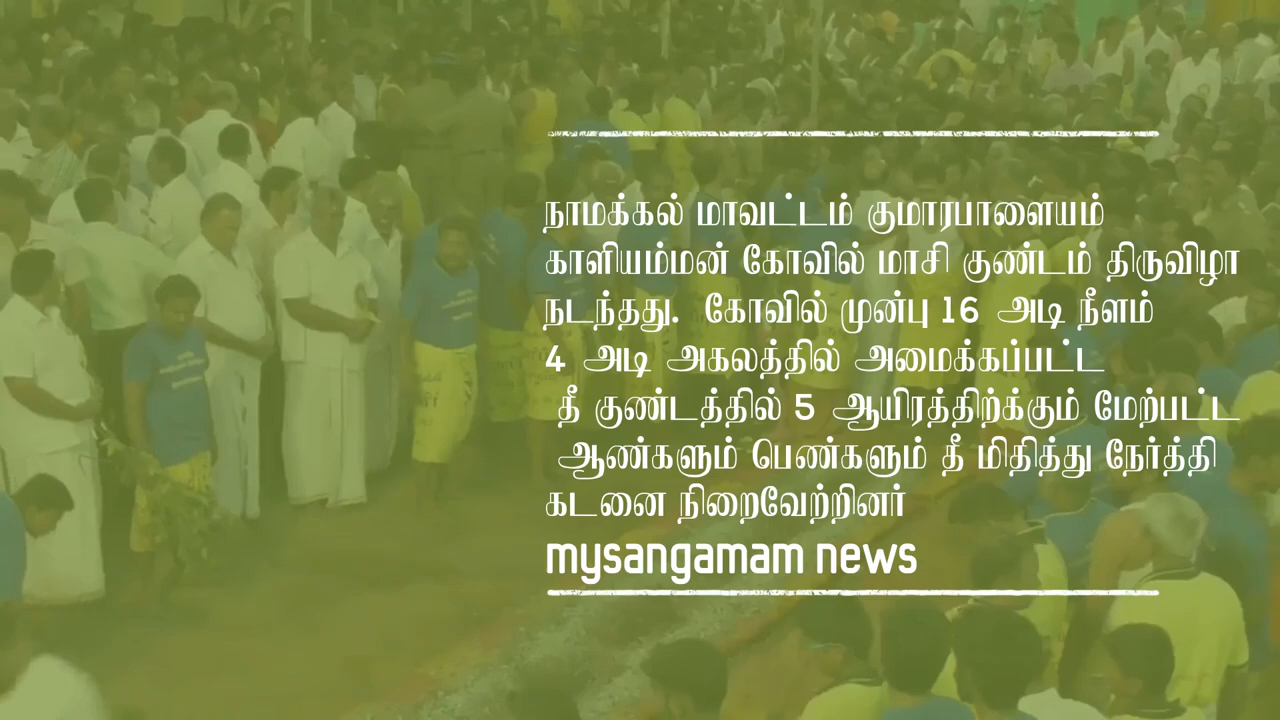 நாமக்கல் மாவட்டம் குமாரபாளையம்
காளியம்மன் கோவில் மாசி குண்டம் திருவிழா
நடந்தது. கோவில் முன்பு 16 அடி நீளம்
4 அடி அகலத்தில் அமைக்கப்பட்ட
தீ குண்டத்தில் 5 ஆயிரத்திற்க்கும் மேற்பட்ட
ஆண்களும் பெண்களும் தீ மிதித்து நேர்த்தி
கடனை நிறைவேற்றினர்
mysangamam news